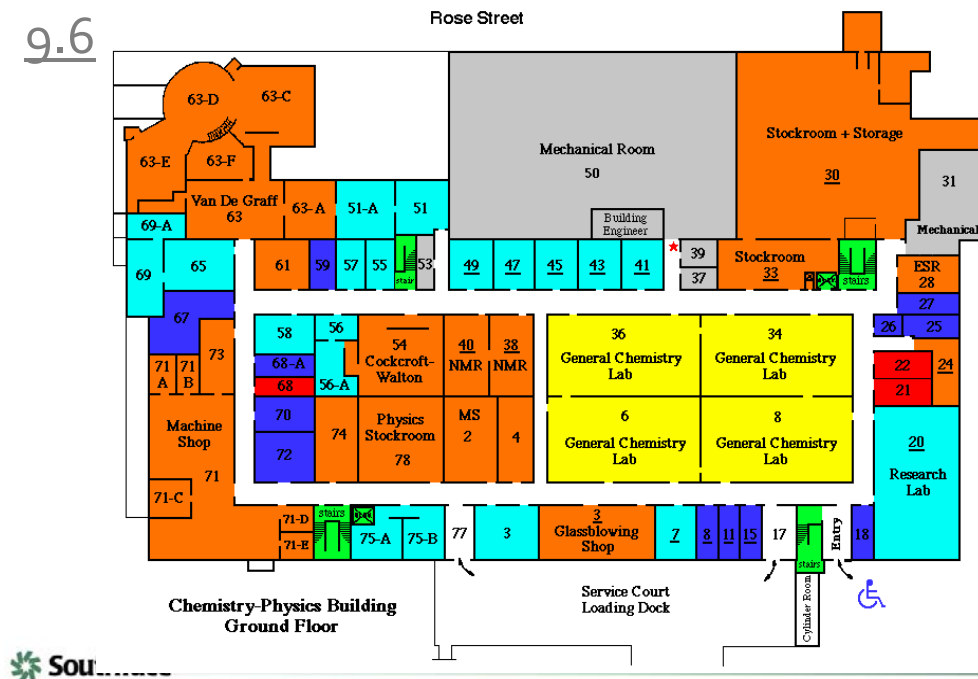 Rose Street
9.6
63-D
63-C
63-E
63-F
Van De Graff
63
63-A
51-A
51
69-A
69
65
61
59
57
55
stair
53
Mechanical Room
50
Building
Engineer
49
47
45
43
41
39
37
Stockroom + Storage
30
31
Mechanical
Stockroom
33
stairs
ESR
28
27
26
25
67
73
71
A
71
B
58
56
68-A
68
56-A
54
Cockcroft-
Walton
40
NMR
38
NMR
36
General Chemistry
Lab
34
General Chemistry
Lab
22
21
24
Machine
Shop
71
70
72
74
Physics
Stockroom
78
MS
2
4
6
General Chemistry
Lab
8
General Chemistry
Lab
20
Research
Lab
71-C
71-D
71-E
stairs
75-A
75-B
77
3
3
Glassblowing
Shop
7
8
11
15
17
stairs
Entry
18
Cylinder Room
Service Court
Loading Dock
Chemistry-Physics Building
Ground Floor